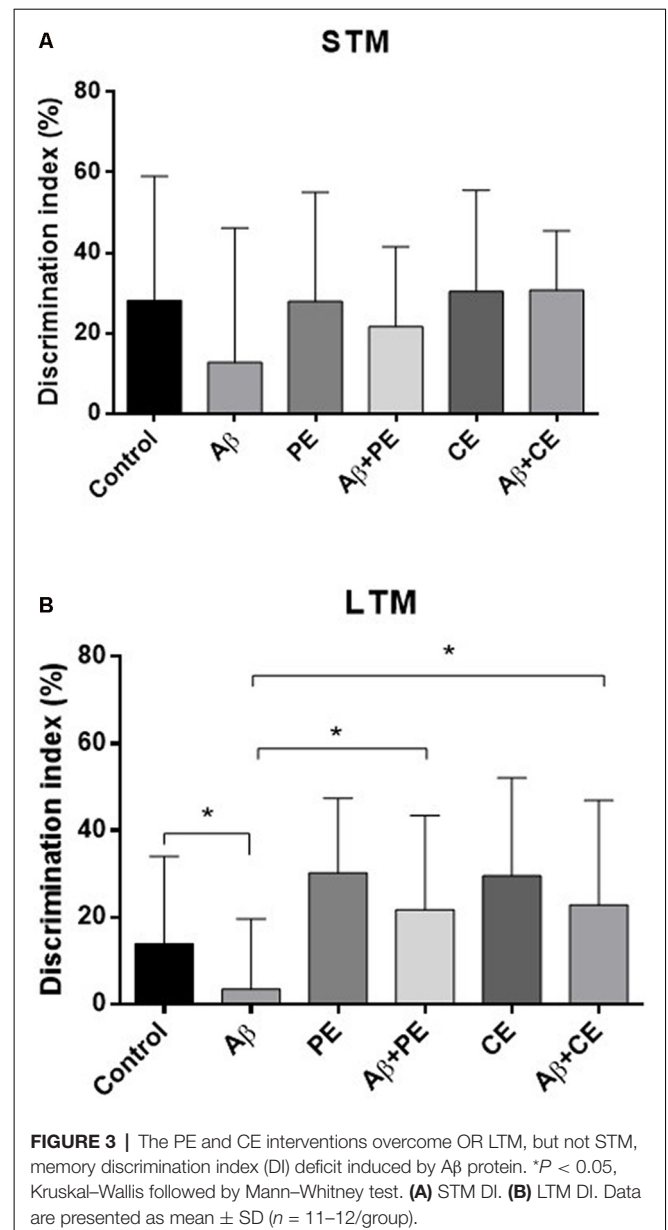 A
STM
Discrimination index (%)
80
60
40
20
0
Control
Aβ
PE
Aβ+PE
CE
Aβ+CE
B
LTM
Discrimination index (%)
80
60
40
20
0
*
*
*
Control
Aβ
PE
Aβ+PE
CE
Aβ+CE
FIGURE 3 | The PE and CE interventions overcome OR LTM, but not STM,
memory discrimination index (DI) deficit induced by Aβ protein. *P < 0.05,
Kruskal–Wallis followed by Mann–Whitney test. (A) STM DI. (B) LTM DI. Data
are presented as mean ± SD (n = 11–12/group).